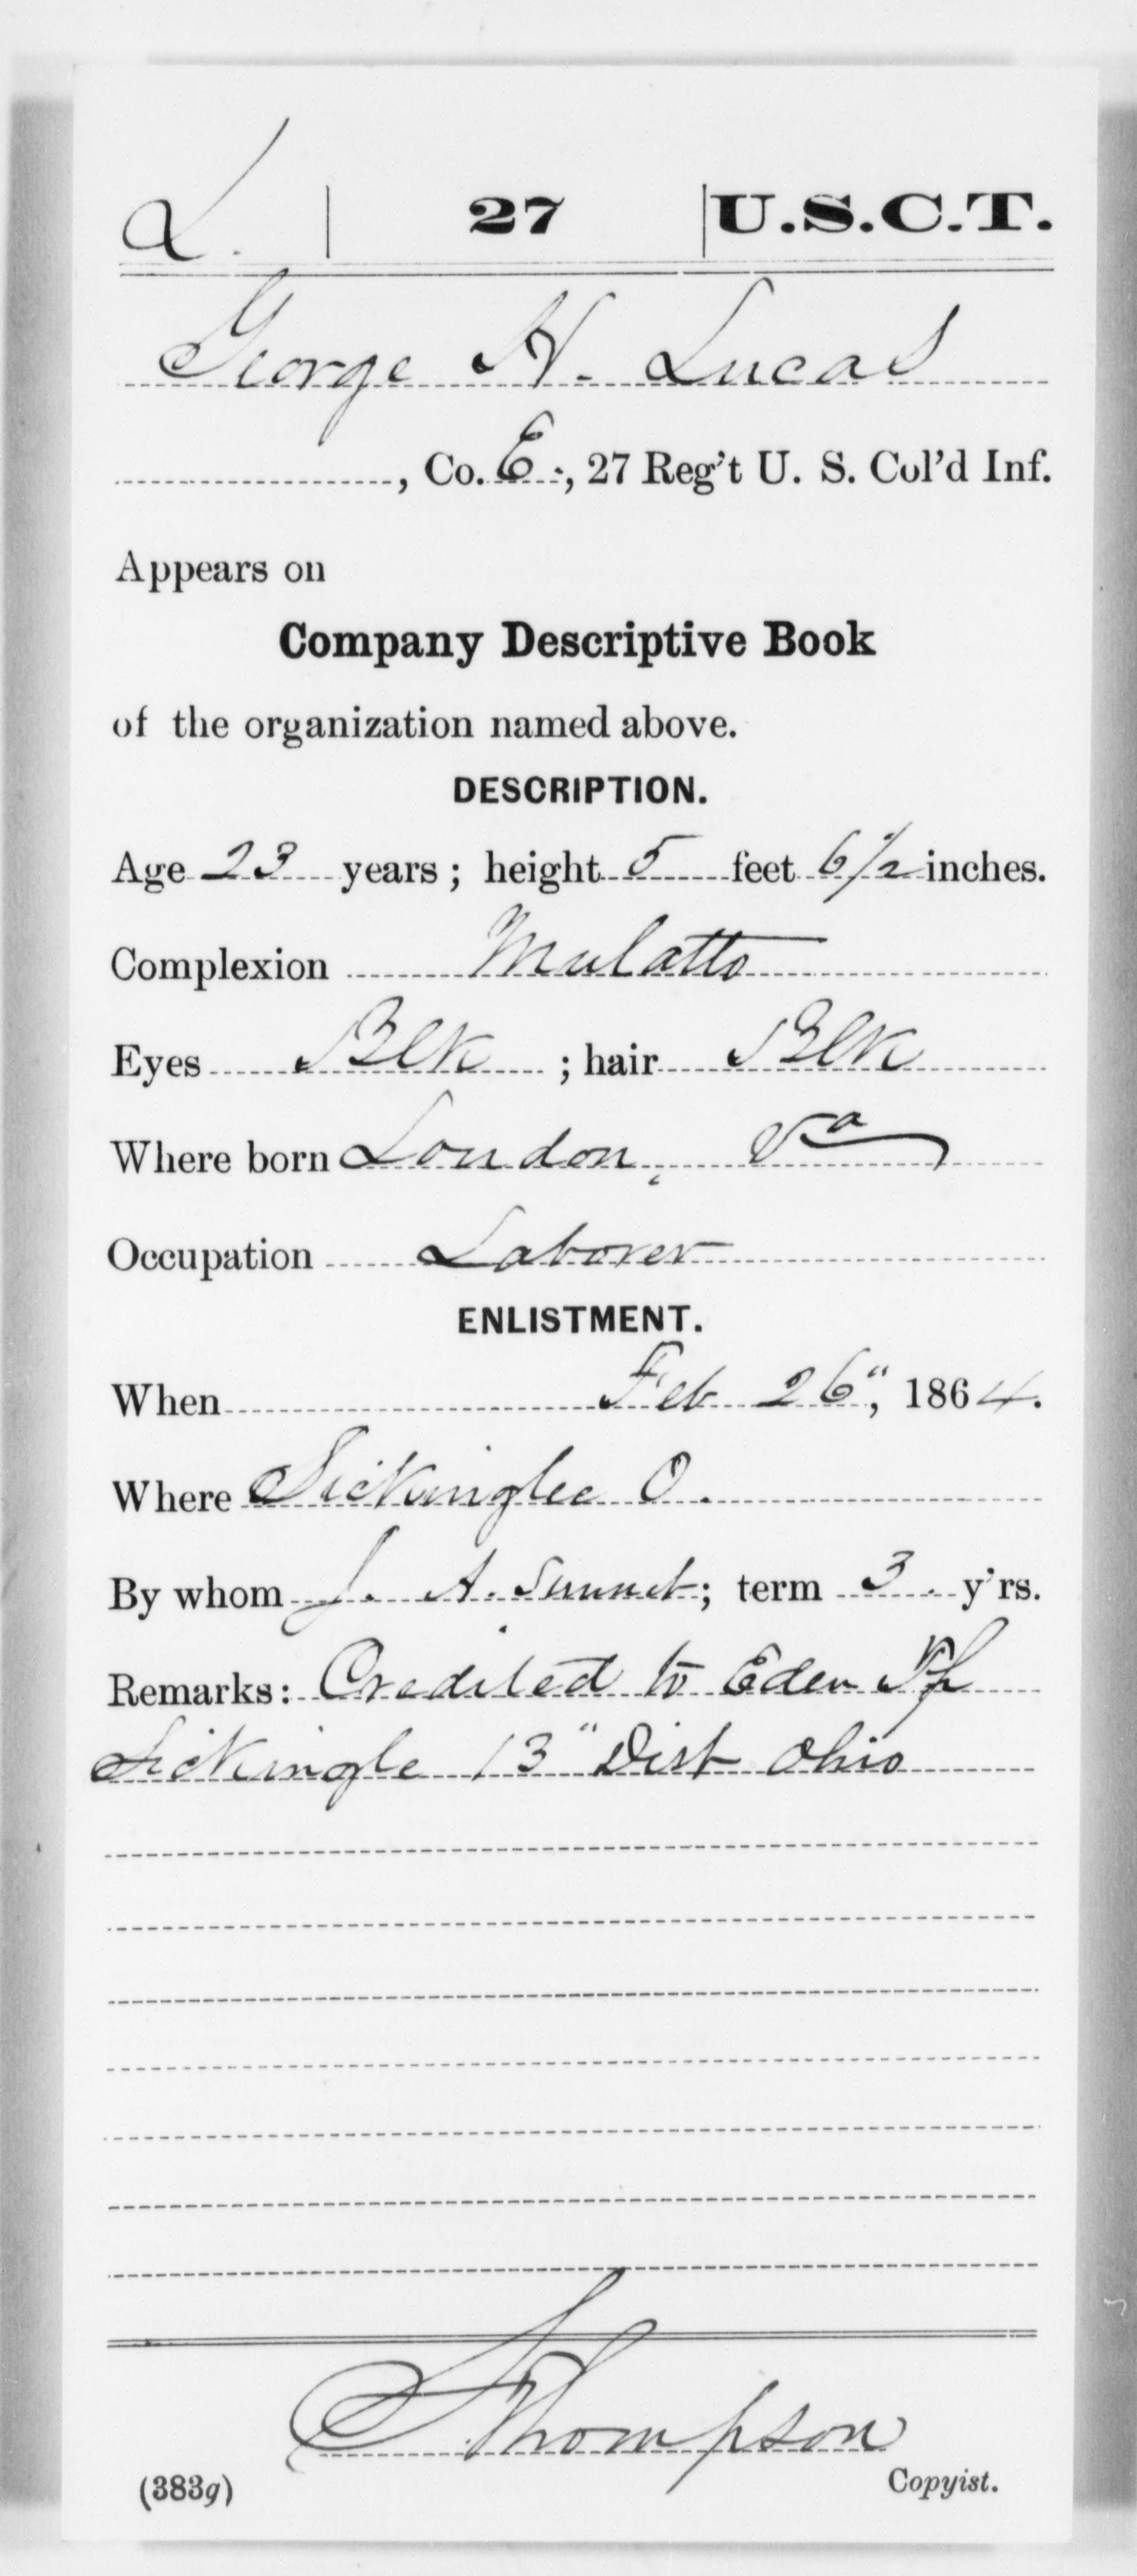 L. | 27 | U.S.C.T.
George H. Lucas
, Co. E., 27 Reg't U. S. Col'd Inf.
Appears on
Company Descriptive Book
of the organization named above.
DESCRIPTION.
Age 23 years; height 5 feet 6 1/2 inches.
Complexion Mulatto
Eyes Blk ; hair Blk
Where born London, Va
Occupation Laborer
ENLISTMENT.
When Feb 26", 1864.
Where Sickinglee O.
By whom J. A. ; term 3. y'rs.
Remarks: Credited to Eden Tp
Sickingle 13" Dist Ohio
Thompson
Copyist.
(383g)